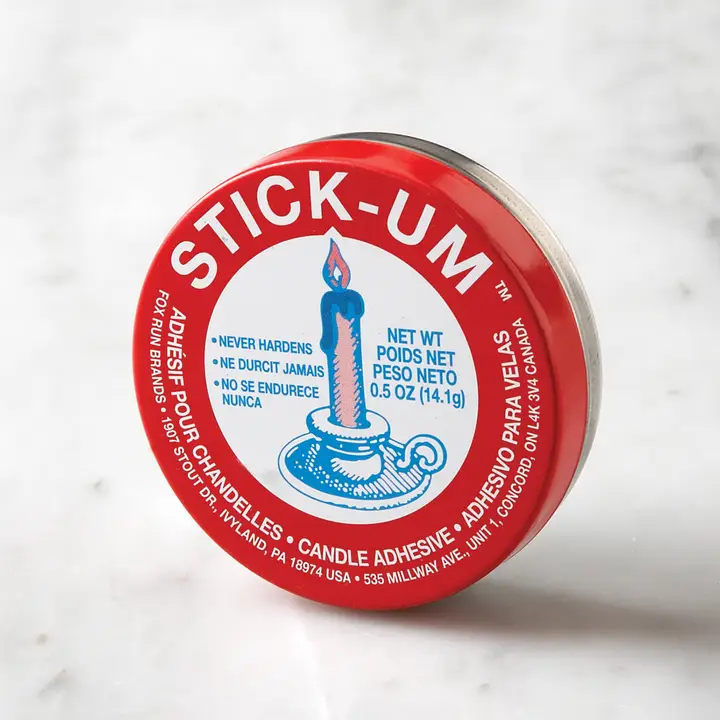 STICK-UM™
• NEVER HARDENS
• NE DURCIT JAMAIS
• NO SE ENDURECE
NUNCA
NET WT
POIDS NET
PESO NETO
0.5 OZ (14.1g)
ADHÉSIF POUR CHANDELLES • CANDLE ADHESIVE • ADHESIVO PARA VELAS
FOX RUN BRANDS • 1907 STOUT DR., IVYLAND, PA 18974 USA • 535 MILLWAY AVE., UNIT 1, CONCORD, ON L4K 3V4 CANADA